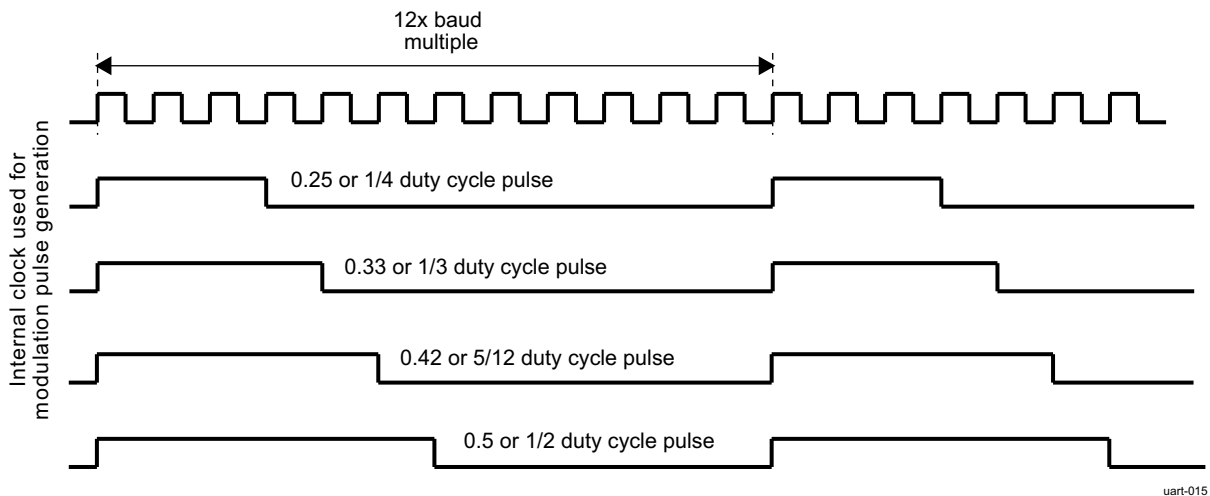 12x baud
multiple
Internal clock used for
modulation pulse generation
0.25 or 1/4 duty cycle pulse
0.33 or 1/3 duty cycle pulse
0.42 or 5/12 duty cycle pulse
0.5 or 1/2 duty cycle pulse
uart-015